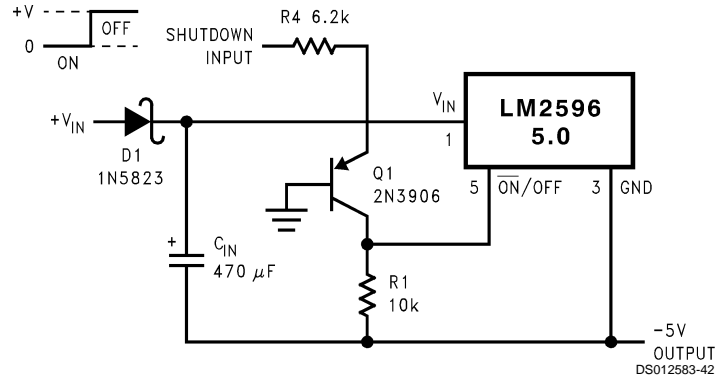 +V
OFF
0
ON
SHUTDOWN
INPUT
R4 6.2k
+VIN
D1
1N5823
CIN
+
470 μF
Q1
2N3906
R1
10k
VIN
1
LM2596
5.0
5
ON/OFF
3
GND
-5V
OUTPUT
DS012583-42